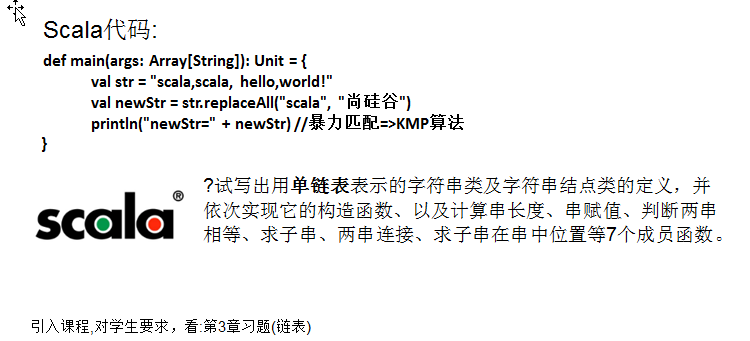 Scala代码:
def main(args: Array[String]): Unit = {
val str = "scala,scala, hello,world!"
val newStr = str.replaceAll("scala", "尚硅谷")
println("newStr=" + newStr) //暴力匹配=>KMP算法
}
?试写出用单链表表示的字符串类及字符串结点类的定义，并
依次实现它的构造函数、以及计算串长度、串赋值、判断两串
相等、求子串、两串连接、求子串在串中位置等7个成员函数。
scala®
引入课程,对学生要求，看:第3章习题(链表)